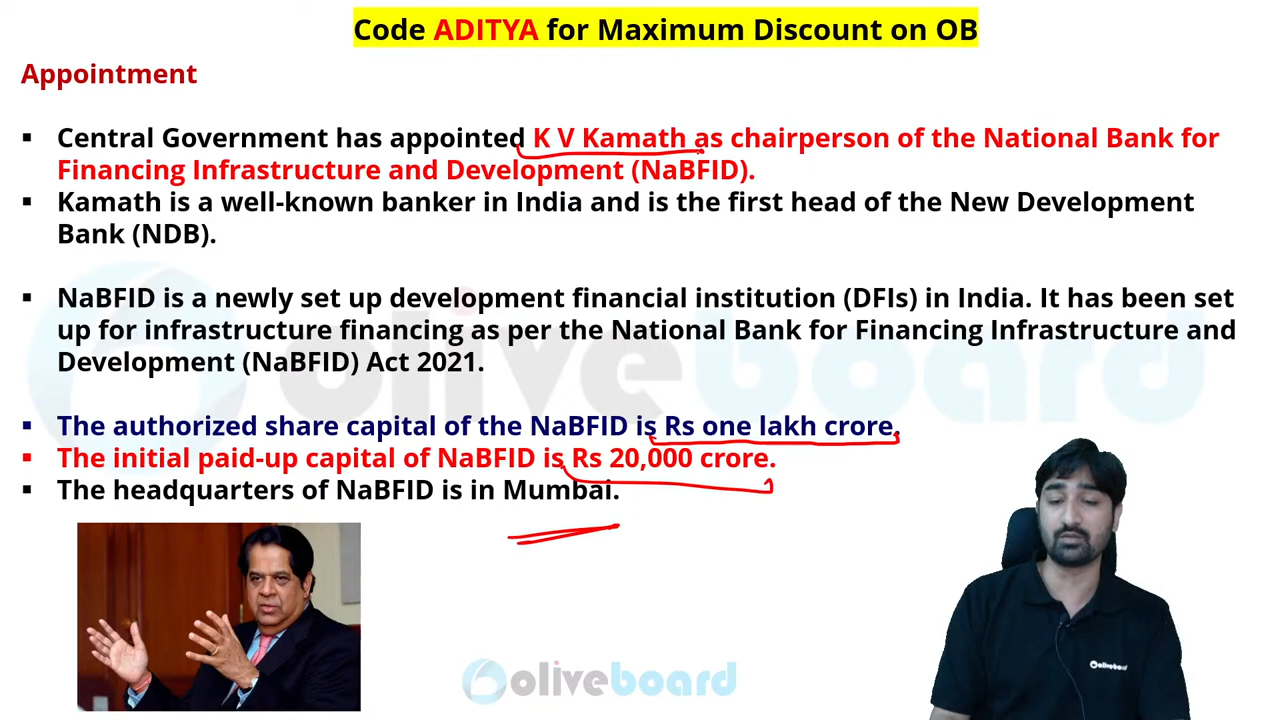 Code ADITYA for Maximum Discount on OB
Appointment
▪ Central Government has appointed K V Kamath as chairperson of the National Bank for
Financing Infrastructure and Development (NaBFID).
▪ Kamath is a well-known banker in India and is the first head of the New Development
Bank (NDB).
▪ NaBFID is a newly set up development financial institution (DFIs) in India. It has been set
up for infrastructure financing as per the National Bank for Financing Infrastructure and
Development (NaBFID) Act 2021.
▪ The authorized share capital of the NaBFID is Rs one lakh crore.
▪ The initial paid-up capital of NaBFID is Rs 20,000 crore.
▪ The headquarters of NaBFID is in Mumbai.
oliveboard
oliveboard
oliveboard